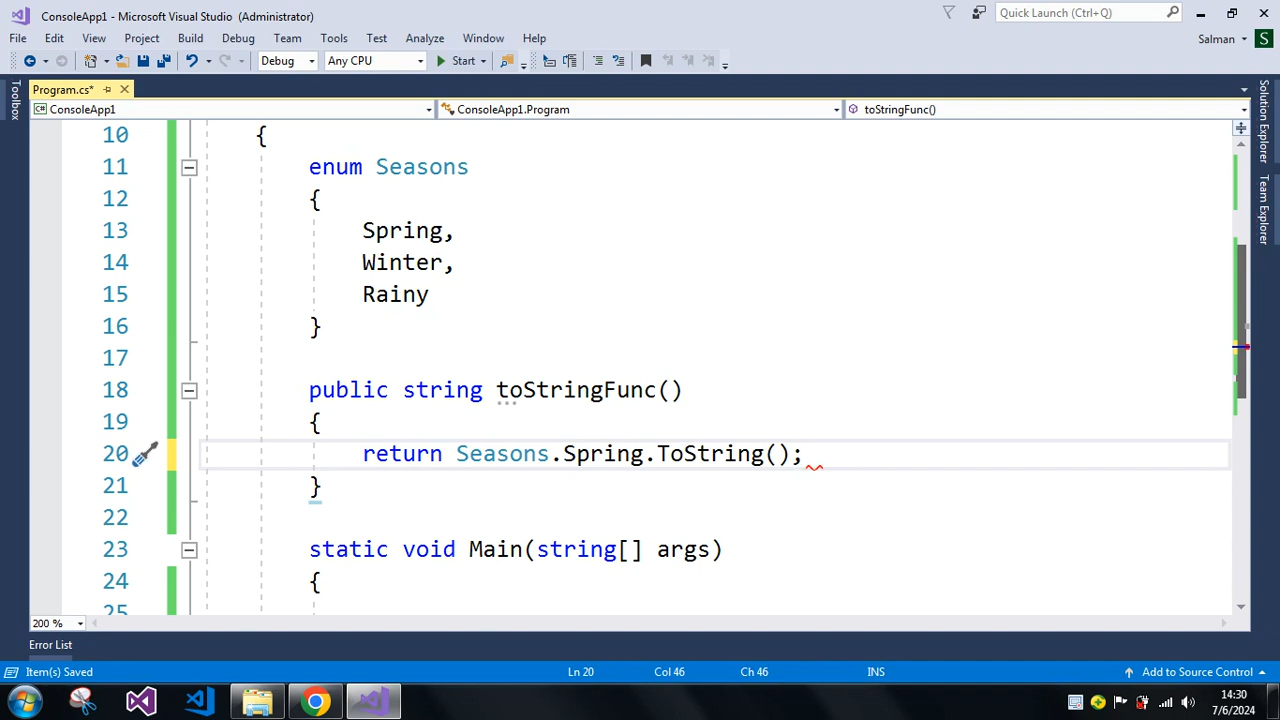 ConsoleApp1 - Microsoft Visual Studio (Administrator)
Quick Launch (Ctrl+Q)
File Edit View Project Build Debug Team Tools Test Analyze Window Help
Salman S
Debug Any CPU Start
Toolbox
Program.cs*
ConsoleApp1 ConsoleApp1.Program toStringFunc()
Solution Explorer
Team Explorer
10 {
11 enum Seasons
12 {
13 Spring,
14 Winter,
15 Rainy
16 }
17
18 public string toStringFunc()
19 {
20 return Seasons.Spring.ToString();
21 }
22
23 static void Main(string[] args)
24 {
25
200 %
Error List
Item(s) Saved Ln 20 Col 46 Ch 46 INS Add to Source Control
14:30
7/6/2024